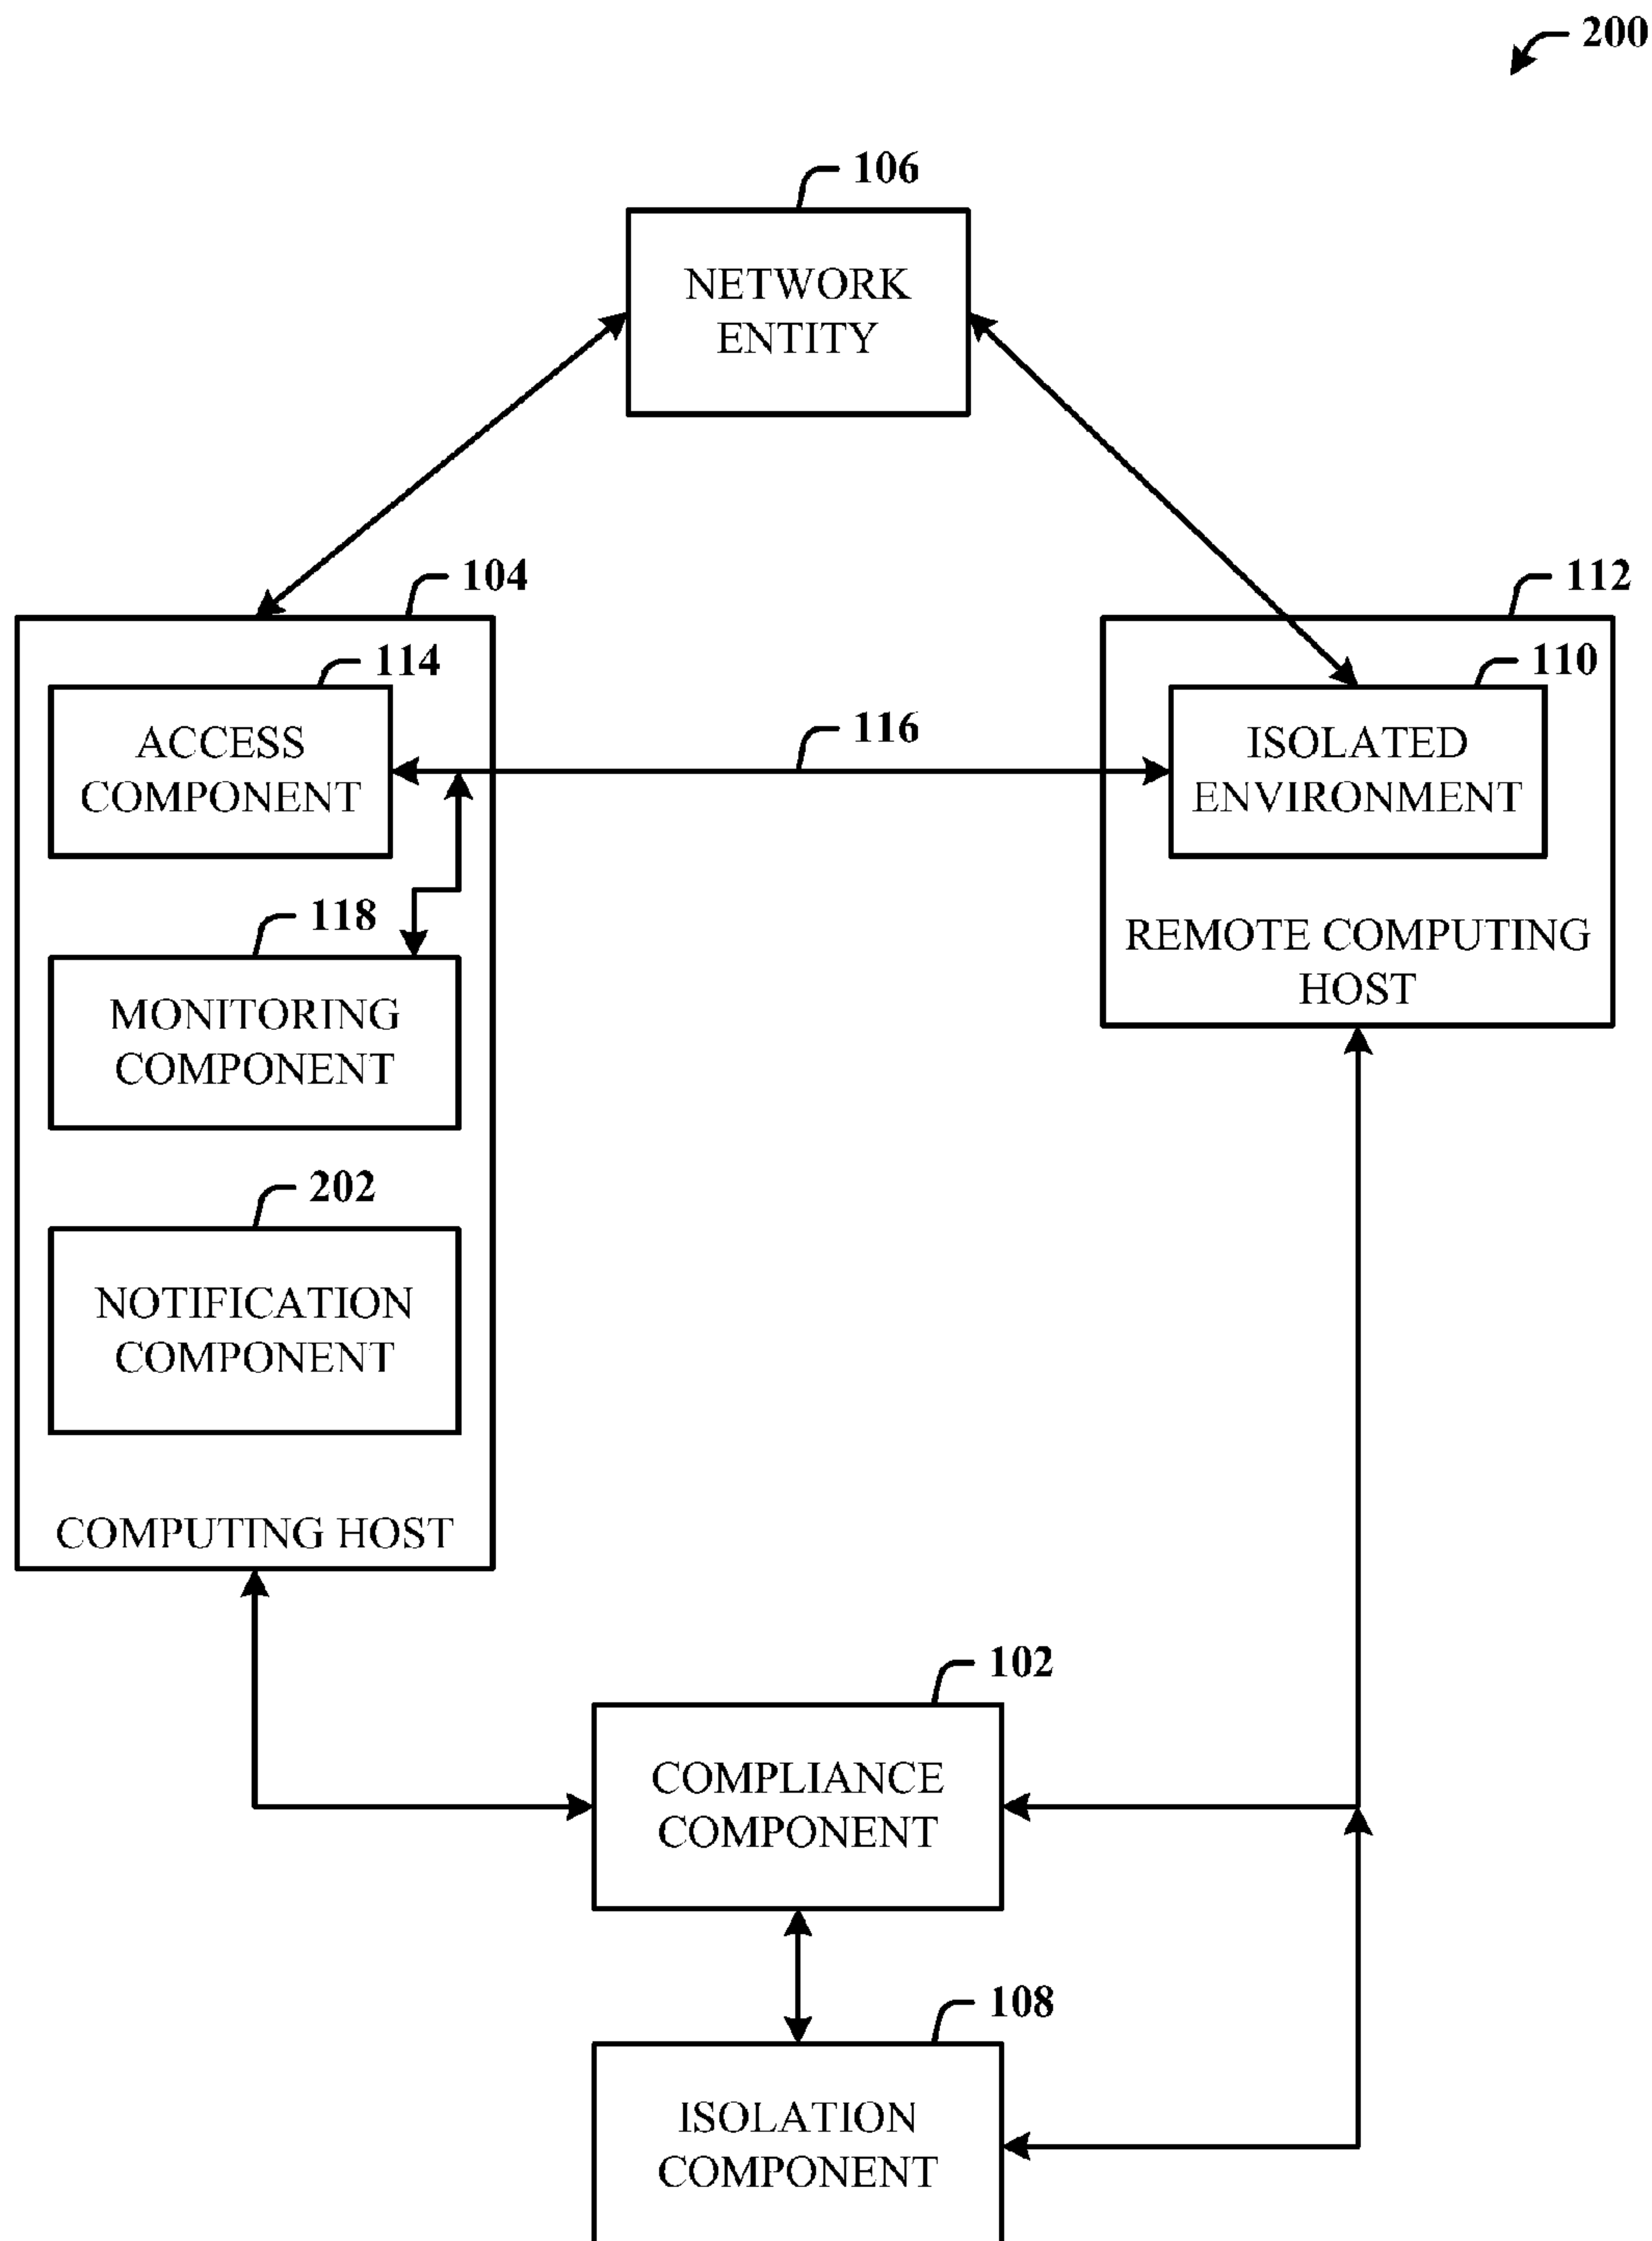 200
106
NETWORK
ENTITY
104
112
114
110
ACCESS
COMPONENT
116
ISOLATED
ENVIRONMENT
118
REMOTE COMPUTING
HOST
MONITORING
COMPONENT
202
NOTIFICATION
COMPONENT
COMPUTING HOST
102
COMPLIANCE
COMPONENT
108
ISOLATION
COMPONENT